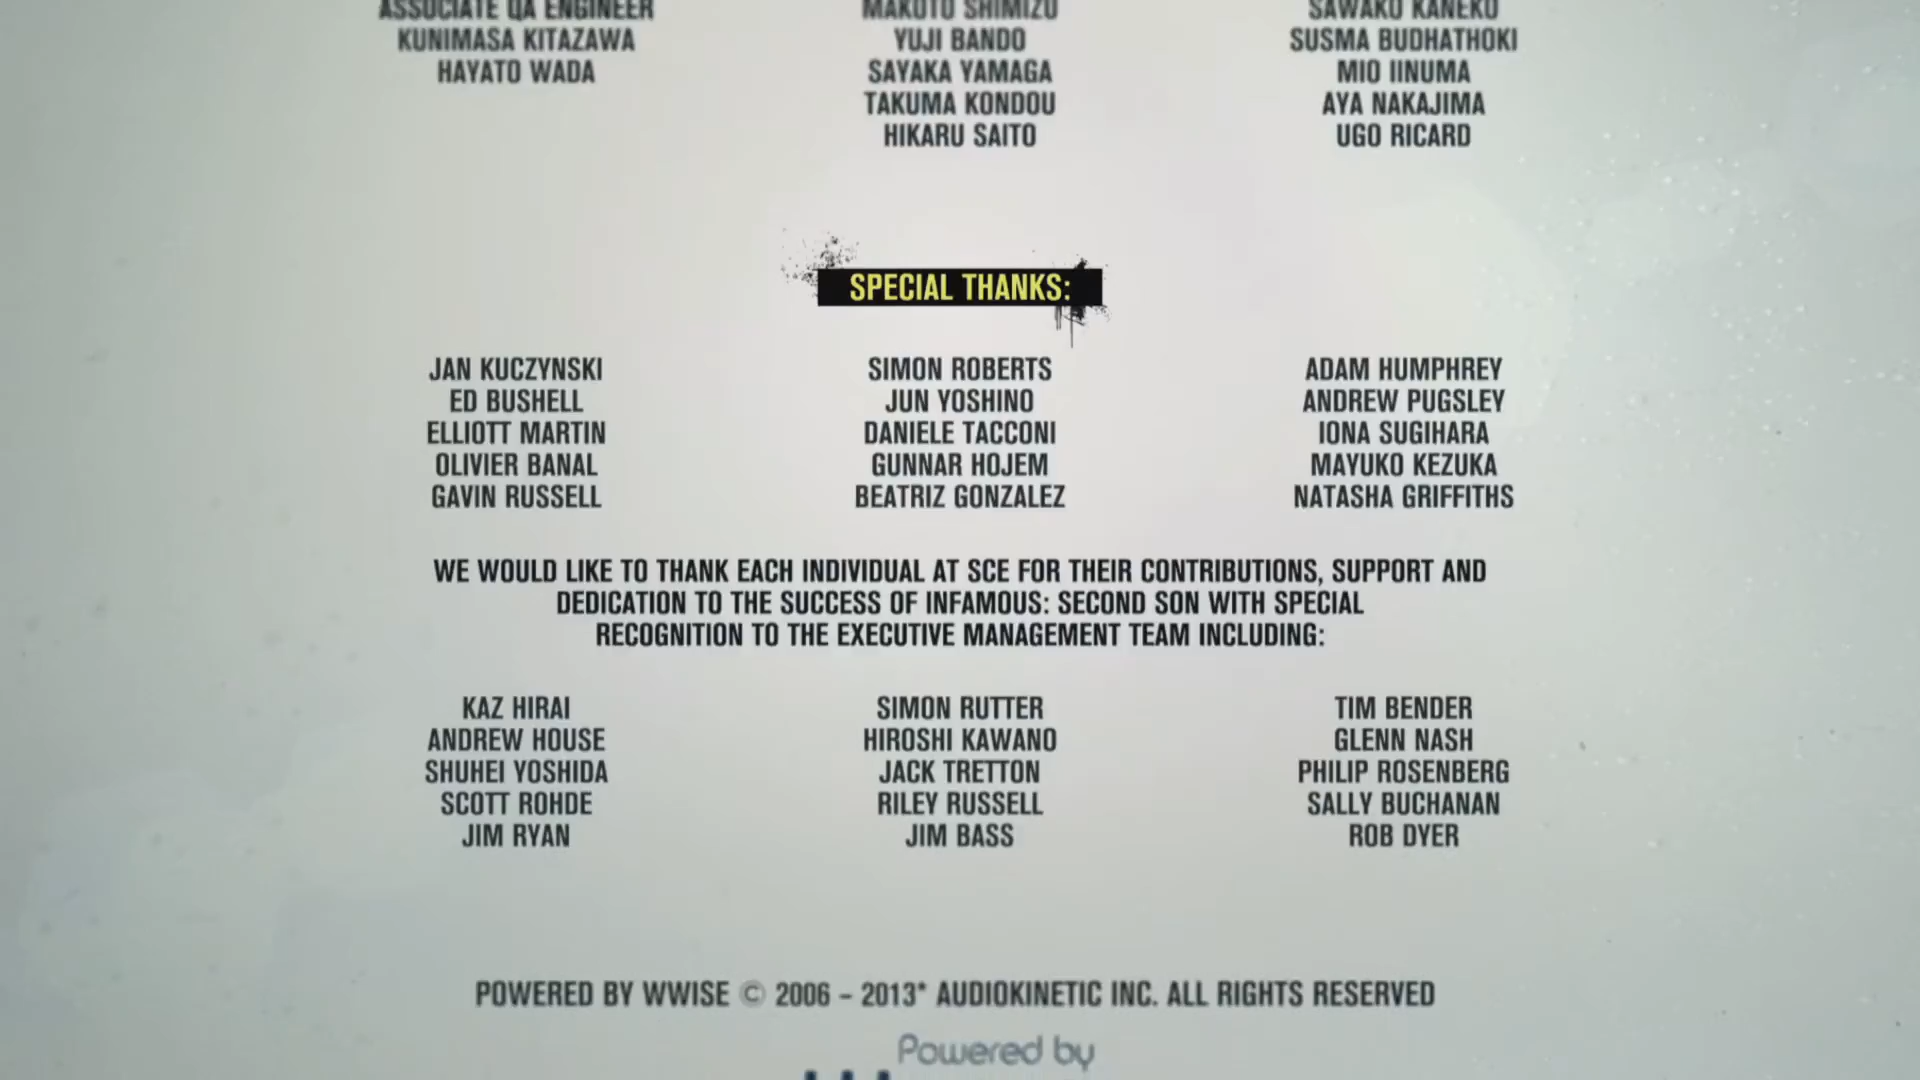 ASSOCIATE QA ENGINEER
KUNIMASA KITAZAWA
HAYATO WADA
MAKOTO SHIMIZU
YUJI BANDO
SAYAKA YAMAGA
TAKUMA KONDOU
HIKARU SAITO
SAWAKO KANEKO
SUSMA BUDHATHOKI
MIO IINUMA
AYA NAKAJIMA
UGO RICARD
SPECIAL THANKS:
JAN KUCZYNSKI
ED BUSHELL
ELLIOTT MARTIN
OLIVIER BANAL
GAVIN RUSSELL
SIMON ROBERTS
JUN YOSHINO
DANIELE TACCONI
GUNNAR HOJEM
BEATRIZ GONZALEZ
ADAM HUMPHREY
ANDREW PUGSLEY
IONA SUGIHARA
MAYUKO KEZUKA
NATASHA GRIFFITHS
WE WOULD LIKE TO THANK EACH INDIVIDUAL AT SCE FOR THEIR CONTRIBUTIONS, SUPPORT AND
DEDICATION TO THE SUCCESS OF INFAMOUS: SECOND SON WITH SPECIAL
RECOGNITION TO THE EXECUTIVE MANAGEMENT TEAM INCLUDING:
KAZ HIRAI
ANDREW HOUSE
SHUHEI YOSHIDA
SCOTT ROHDE
JIM RYAN
SIMON RUTTER
HIROSHI KAWANO
JACK TRETTON
RILEY RUSSELL
JIM BASS
TIM BENDER
GLENN NASH
PHILIP ROSENBERG
SALLY BUCHANAN
ROB DYER
POWERED BY WWISE © 2006 - 2013* AUDIOKINETIC INC. ALL RIGHTS RESERVED
Powered by